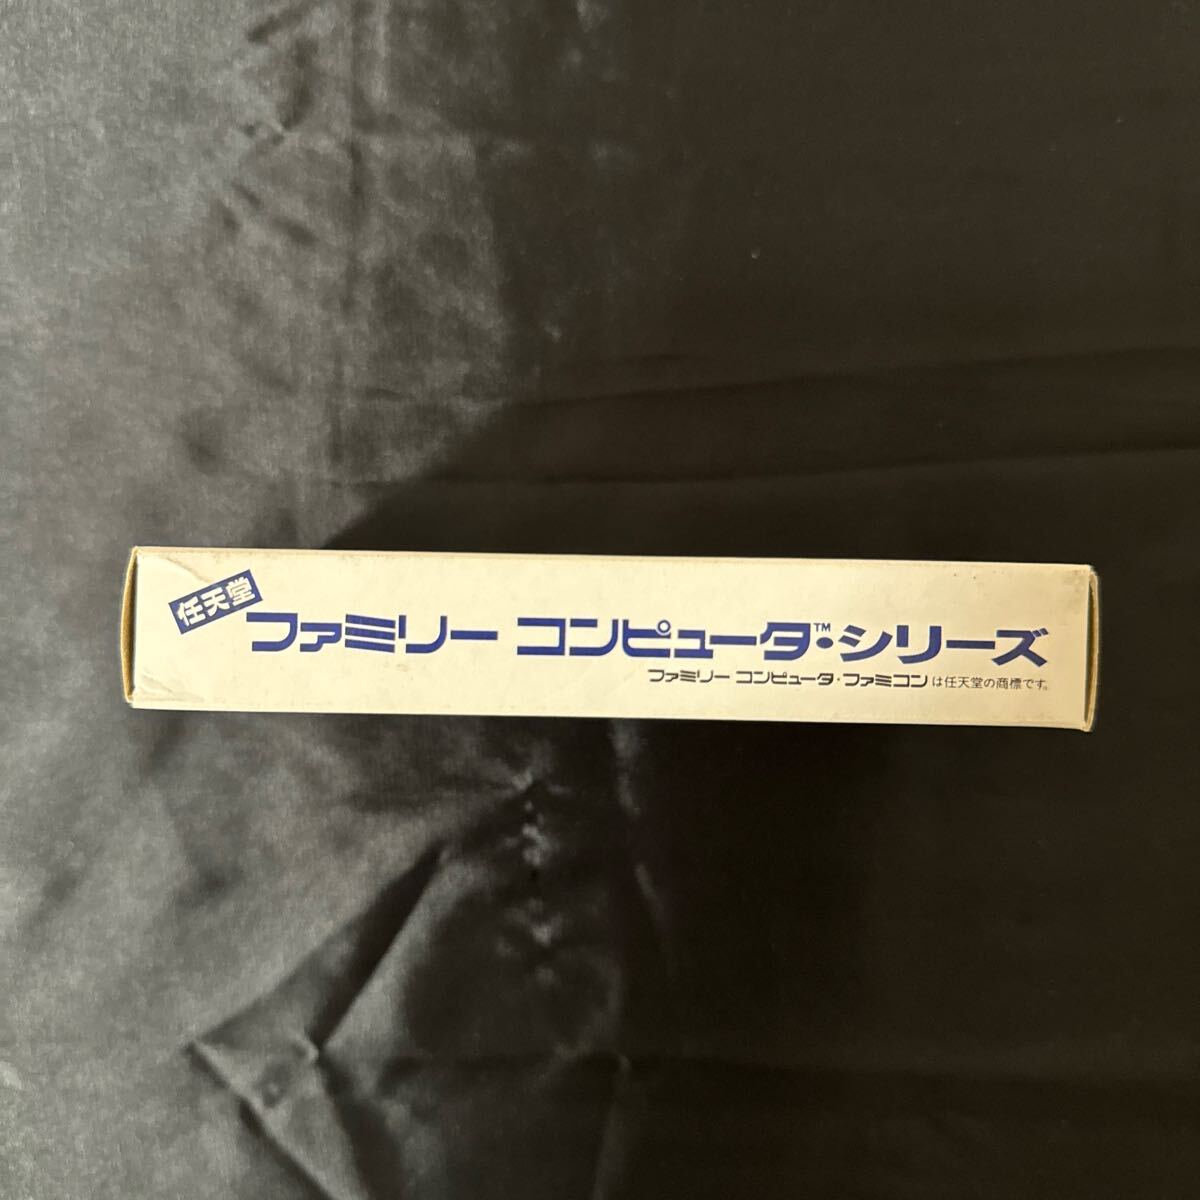 任天堂
ファミリー コンピュータ™・シリーズ
ファミリー コンピュータ・ファミコンは任天堂の商標です。